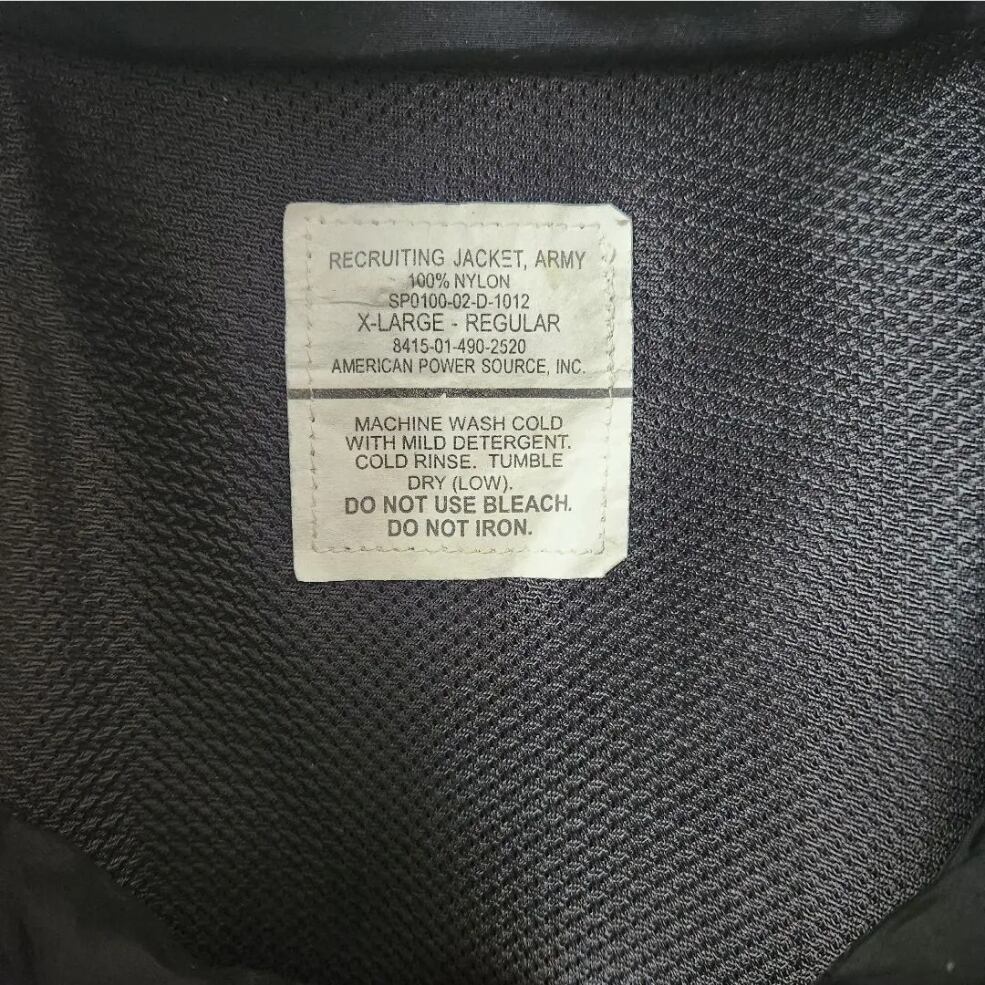 RECRUITING JACKET, ARMY
100% NYLON
SP0100-02-D-1012
X-LARGE - REGULAR
8415-01-490-2520
AMERICAN POWER SOURCE, INC.
MACHINE WASH COLD
WITH MILD DETERGENT.
COLD RINSE. TUMBLE
DRY (LOW).
DO NOT USE BLEACH.
DO NOT IRON.